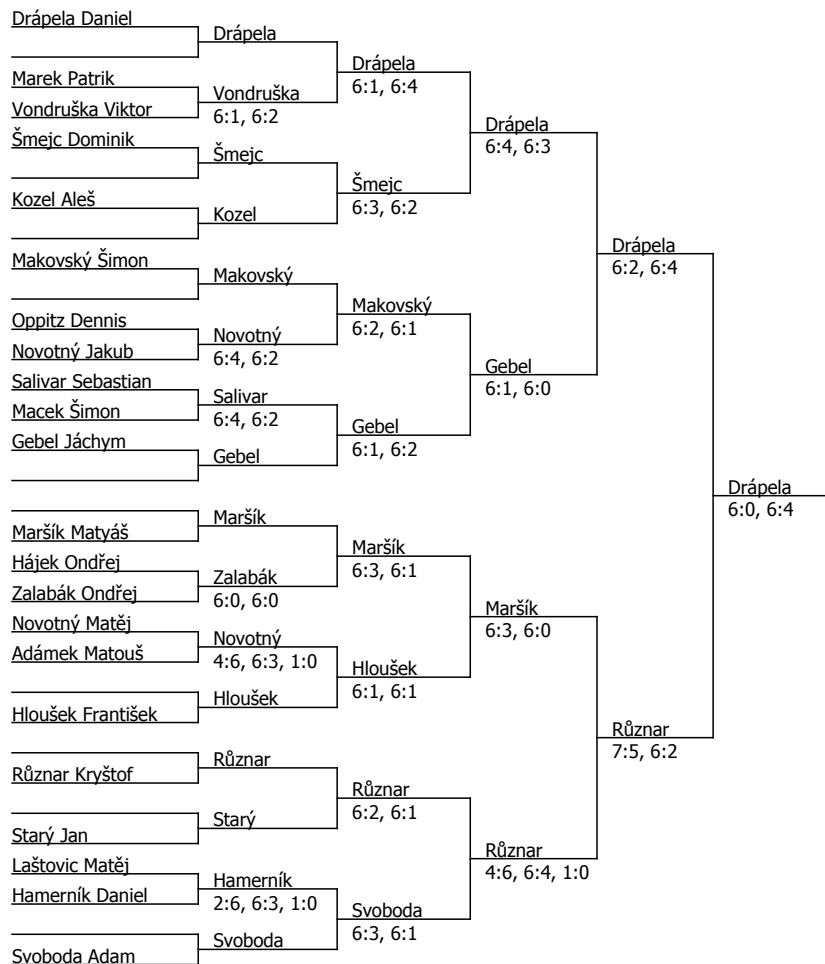 Drápela Daniel
Drápela
Drápela
6:1, 6:4
Marek Patrik
Vondruška
Vondruška Viktor
6:1, 6:2
Drápela
6:4, 6:3
Šmejc Dominik
Šmejc
Šmejc
6:3, 6:2
Kozel Aleš
Kozel
Drápela
6:2, 6:4
Makovský Šimon
Makovský
Makovský
6:2, 6:1
Oppitz Dennis
Novotný
Novotný Jakub
6:4, 6:2
Gebel
6:1, 6:0
Salivar Sebastian
Salivar
Macek Šimon
6:4, 6:2
Gebel
6:1, 6:2
Gebel Jáchym
Gebel
Drápela
6:0, 6:4
Maršík
Maršík Matyáš
Maršík
6:3, 6:1
Hájek Ondřej
Zalabák
Zalabák Ondřej
6:0, 6:0
Maršík
6:3, 6:0
Novotný Matěj
Novotný
Adámek Matouš
4:6, 6:3, 1:0
Hloušek
6:1, 6:1
Hloušek
Hloušek František
Různar
7:5, 6:2
Různar
Různar Kryštof
Různar
6:2, 6:1
Starý
Starý Jan
Různar
4:6, 6:4, 1:0
Laštovic Matěj
Hamerník
Hamerník Daniel
2:6, 6:3, 1:0
Svoboda
6:3, 6:1
Svoboda
Svoboda Adam